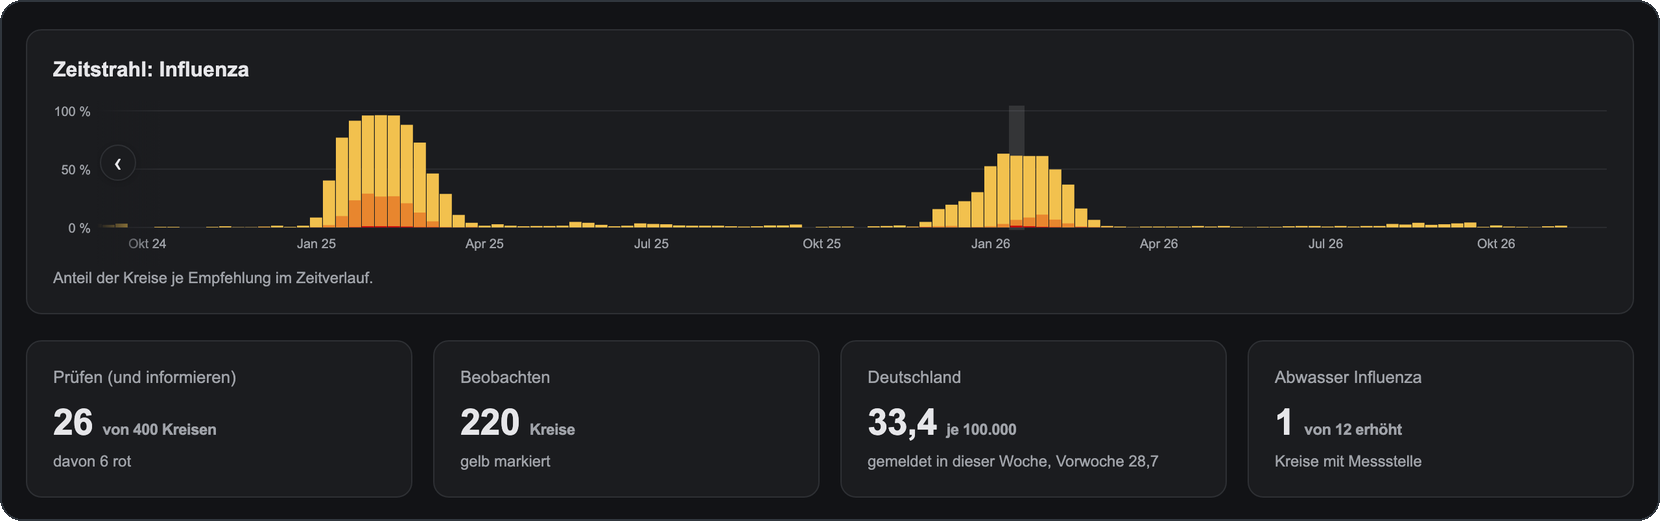 Zeitstrahl: Influenza
100 %
50 %
0 %
Okt 24 Jan 25 Apr 25 Jul 25 Okt 25 Jan 26 Apr 26 Jul 26 Okt 26
Anteil der Kreise je Empfehlung im Zeitverlauf.
Prüfen (und informieren)
26 von 400 Kreisen
davon 6 rot
Beobachten
220 Kreise
gelb markiert
Deutschland
33,4 je 100.000
gemeldet in dieser Woche, Vorwoche 28,7
Abwasser Influenza
1 von 12 erhöht
Kreise mit Messstelle